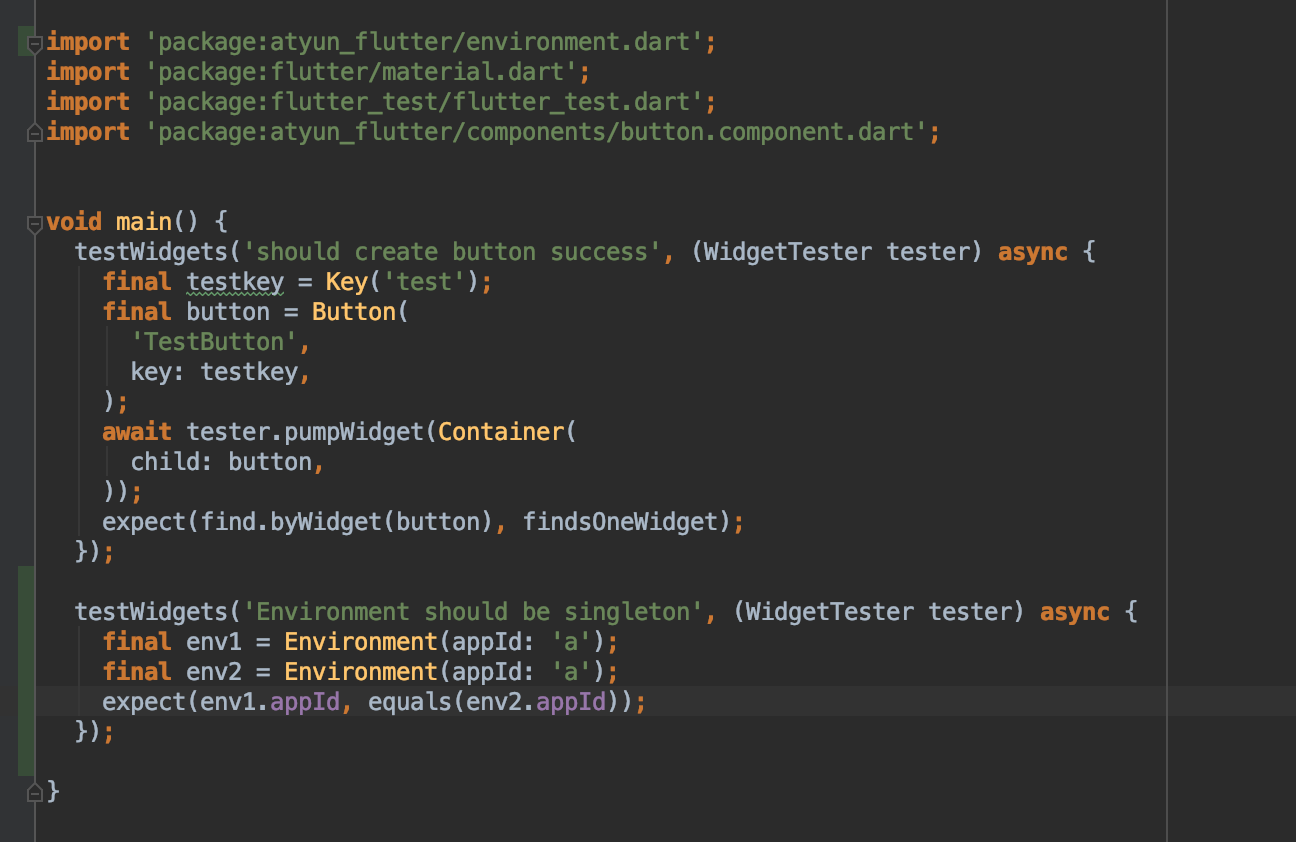 import 'package:atyun_flutter/environment.dart';
import 'package:flutter/material.dart';
import 'package:flutter_test/flutter_test.dart';
import 'package:atyun_flutter/components/button.component.dart';
void main() {
testWidgets('should create button success', (WidgetTester tester) async {
final testkey = Key('test');
final button = Button(
'TestButton',
key: testkey,
);
await tester.pumpWidget(Container(
child: button,
));
expect(find.byWidget(button), findsOneWidget);
});
testWidgets('Environment should be singleton', (WidgetTester tester) async {
final env1 = Environment(appId: 'a');
final env2 = Environment(appId: 'a');
expect(env1.appId, equals(env2.appId));
});
}